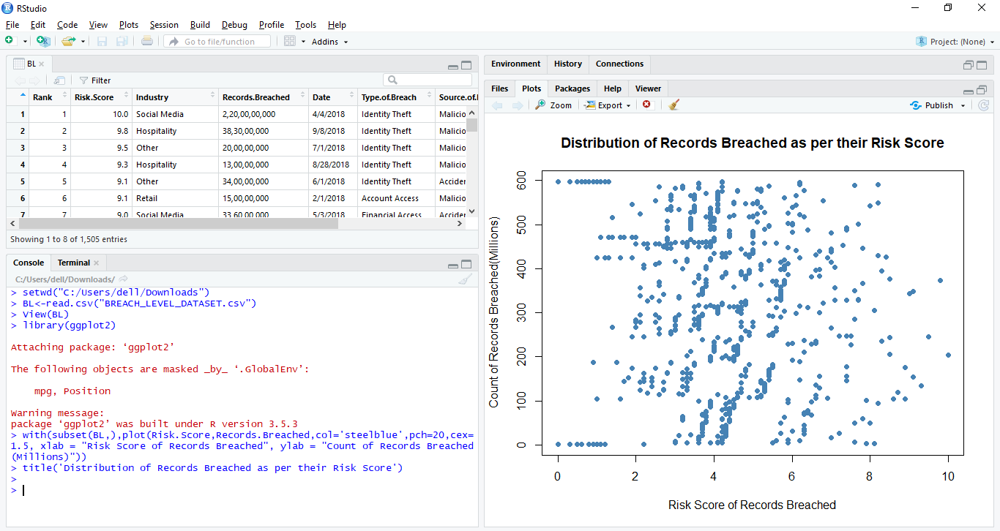 RStudio
File Edit Code View Plots Session Build Debug Profile Tools Help
Go to file/function Addins Project: (None)
BL
Filter
Rank Risk.Score Industry Records.Breached Date Type.of.Breach Source.of.
1 1 10.0 Social Media 2,20,00,00,000 4/4/2018 Identity Theft Malicio
2 2 9.8 Hospitality 38,30,00,000 9/8/2018 Identity Theft Malicio
3 3 9.5 Other 20,00,00,000 7/1/2018 Identity Theft Malicio
4 4 9.3 Hospitality 13,00,00,000 8/28/2018 Identity Theft Malicio
5 5 9.1 Other 34,00,00,000 6/1/2018 Identity Theft Acciden
6 6 9.1 Retail 15,00,00,000 2/1/2018 Account Access Malicio
7 7 9.0 Social Media 33,60,00,000 5/3/2018 Financial Access Acciden
Showing 1 to 8 of 1,505 entries
Console Terminal
C:/Users/dell/Downloads/
> setwd("C:/Users/dell/Downloads")
> BL<-read.csv("BREACH_LEVEL_DATASET.csv")
> View(BL)
> library(ggplot2)
Attaching package: ‘ggplot2’
The following objects are masked _by_ ‘.GlobalEnv’:
mpg, Position
Warning message:
package ‘ggplot2’ was built under R version 3.5.3
> with(subset(BL,),plot(Risk.Score,Records.Breached,col='steelblue',pch=20,cex=
1.5, xlab = "Risk Score of Records Breached", ylab = "Count of Records Breached
(Millions)"))
> title('Distribution of Records Breached as per their Risk Score')
>
>
Environment History Connections
Files Plots Packages Help Viewer
Zoom Export Publish
Distribution of Records Breached as per their Risk Score
Count of Records Breached(Millions)
600
500
400
300
200
100
0
0 2 4 6 8 10
Risk Score of Records Breached